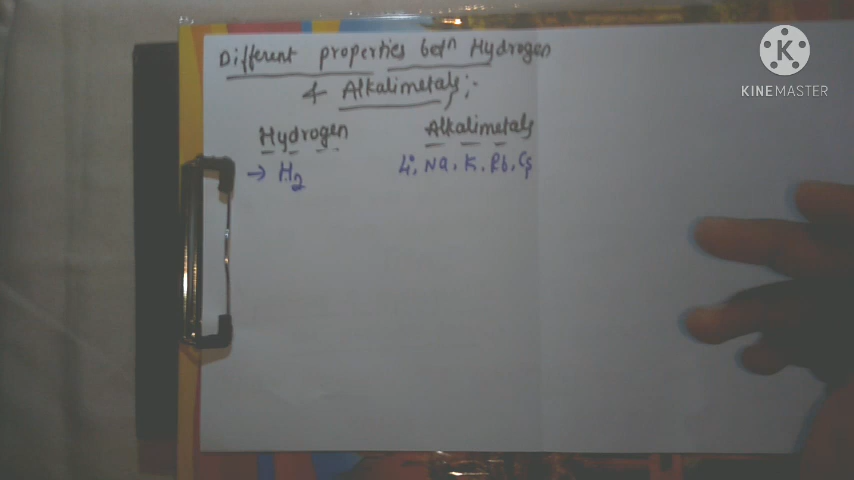 Different properties betn Hydrogen
& Alkalimetals;-
Hydrogen Alkalimetals
→ H2 Li, Na, K, Rb, Cs
K
KINEMASTER